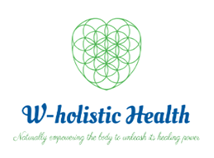 W-holistic Health
Naturally empowering the body to unleash its healing power.